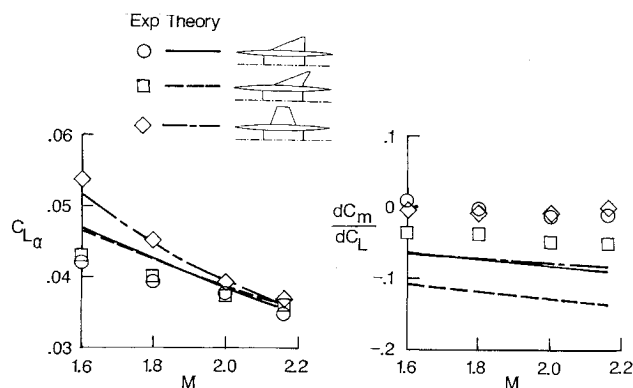 Exp Theory
.06
.05
C_Lα
.04
.03
1.6 1.8 2.0 2.2
M
.1
0
dC_m
dC_L
-.1
-.2
1.6 1.8 2.0 2.2
M